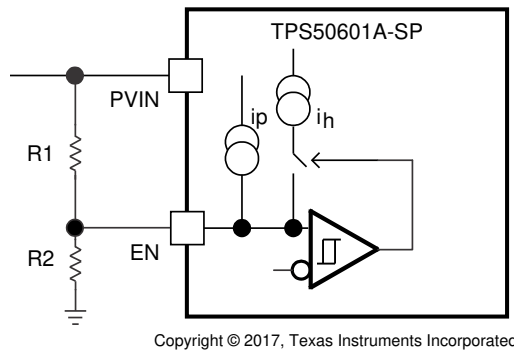 TPS50601A-SP
PVIN
ip
ih
R1
R2
EN
Copyright © 2017, Texas Instruments Incorporated